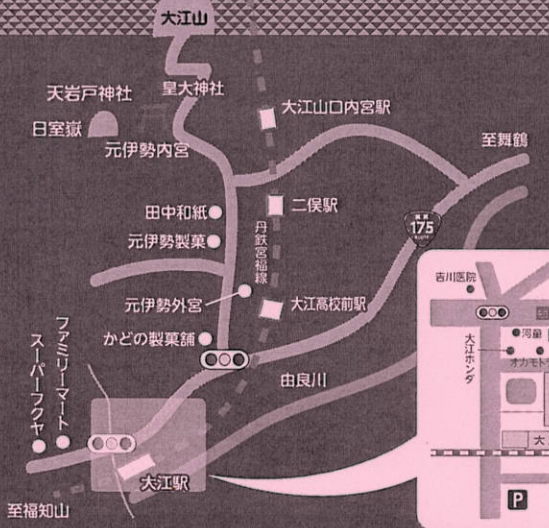 大江山
天岩戸神社
皇大神社
日室嶽
元伊勢内宮
大江山口内宮駅
至舞鶴
田中和紙
二俣駅
国道
175
ROUTE
元伊勢製菓
丹鉄宮福線
元伊勢外宮
大江高校前駅
かどの製菓舗
ファミリーマート
スーパーフクヤ
由良川
大江駅
至福知山
吉川医院
国
大江ホンダ
オカモト
大
P